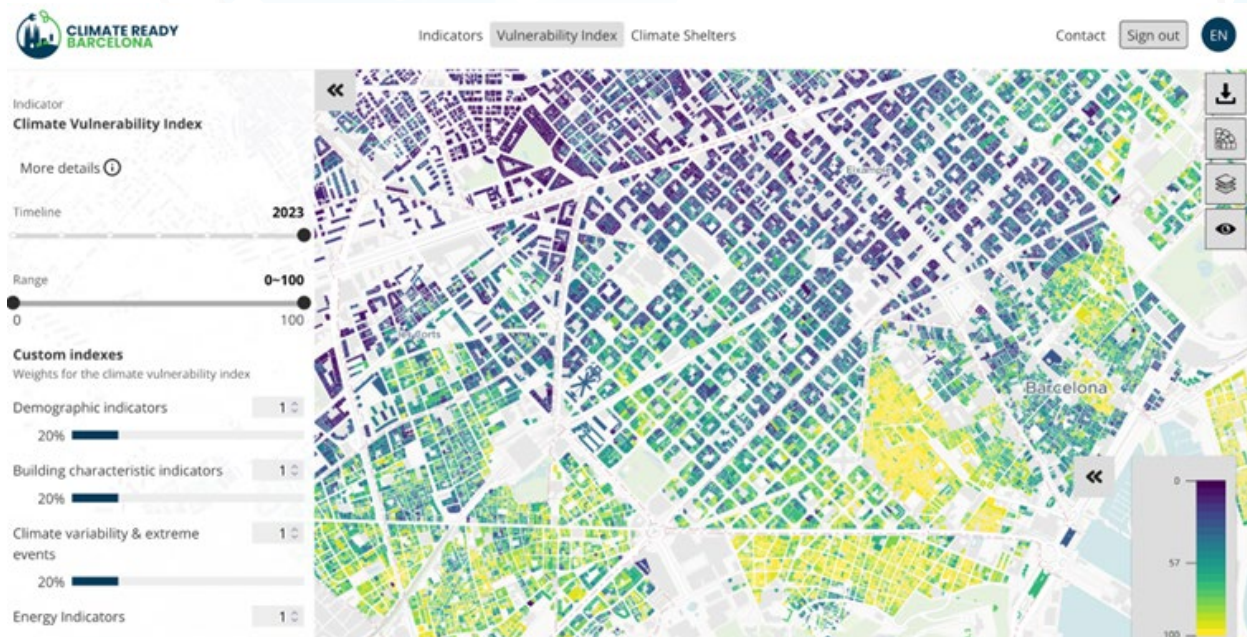 CLIMATE READY
BARCELONA
Indicators Vulnerability Index Climate Shelters
Contact Sign out EN
Indicator
Climate Vulnerability Index
More details
Timeline 2023
Range 0~100
0 100
Custom indexes
Weights for the climate vulnerability index
Demographic indicators 1
20%
Building characteristic indicators 1
20%
Climate variability & extreme
events 1
20%
Energy Indicators 1
Eixample
Barcelona
0
57
100